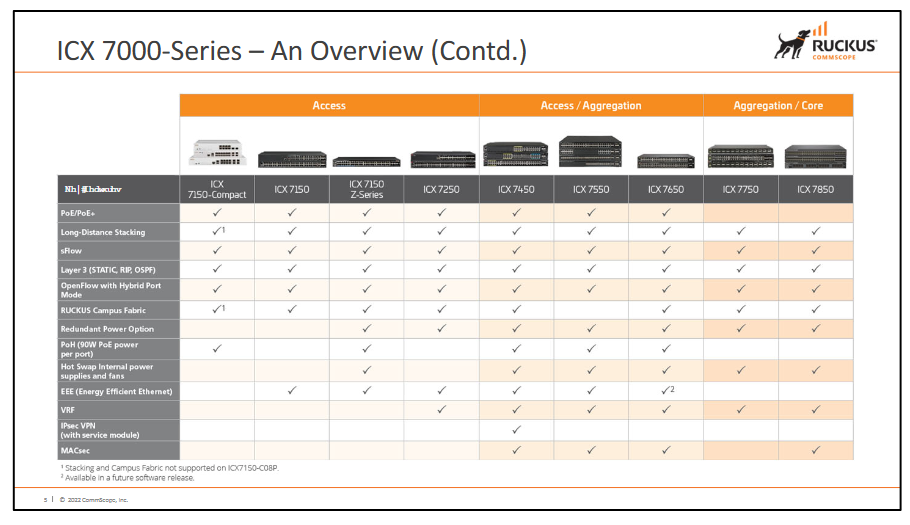 ICX 7000-Series – An Overview (Contd.)
RUCKUS
COMMSCOPE
Access Access / Aggregation Aggregation / Core
ICX 7150-Compact ICX 7150 ICX 7150 Z-Series ICX 7250 ICX 7450 ICX 7550 ICX 7650 ICX 7750 ICX 7850
PoE/PoE+ ✓ ✓ ✓ ✓ ✓ ✓ ✓
Long-Distance Stacking ✓1 ✓ ✓ ✓ ✓ ✓ ✓ ✓ ✓
sFlow ✓ ✓ ✓ ✓ ✓ ✓ ✓ ✓ ✓
Layer 3 (STATIC, RIP, OSPF) ✓ ✓ ✓ ✓ ✓ ✓ ✓ ✓ ✓
OpenFlow with Hybrid Port
Mode ✓ ✓ ✓ ✓ ✓ ✓ ✓ ✓ ✓
RUCKUS Campus Fabric ✓1 ✓ ✓ ✓ ✓ ✓ ✓ ✓
Redundant Power Option ✓ ✓ ✓ ✓ ✓ ✓ ✓
PoH (90W PoE power
per port) ✓ ✓ ✓ ✓ ✓
Hot Swap Internal power
supplies and fans ✓ ✓ ✓ ✓ ✓ ✓
EEE (Energy Efficient Ethernet) ✓ ✓ ✓ ✓ ✓ ✓2
VRF ✓ ✓ ✓ ✓ ✓ ✓
IPsec VPN
(with service module) ✓
MACsec ✓ ✓ ✓ ✓
1 Stacking and Campus Fabric not supported on ICX7150-C08P.
2 Available in a future software release.
5 | © 2022 CommScope, Inc.